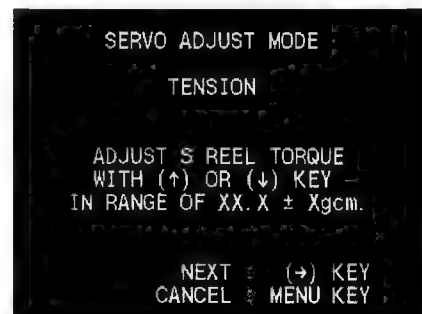 SERVO ADJUST MODE
TENSION
ADJUST S REEL TORQUE
WITH (↑) OR (↓) KEY
IN RANGE OF XX.X ± Xgcm.
NEXT : (→) KEY
CANCEL : MENU KEY